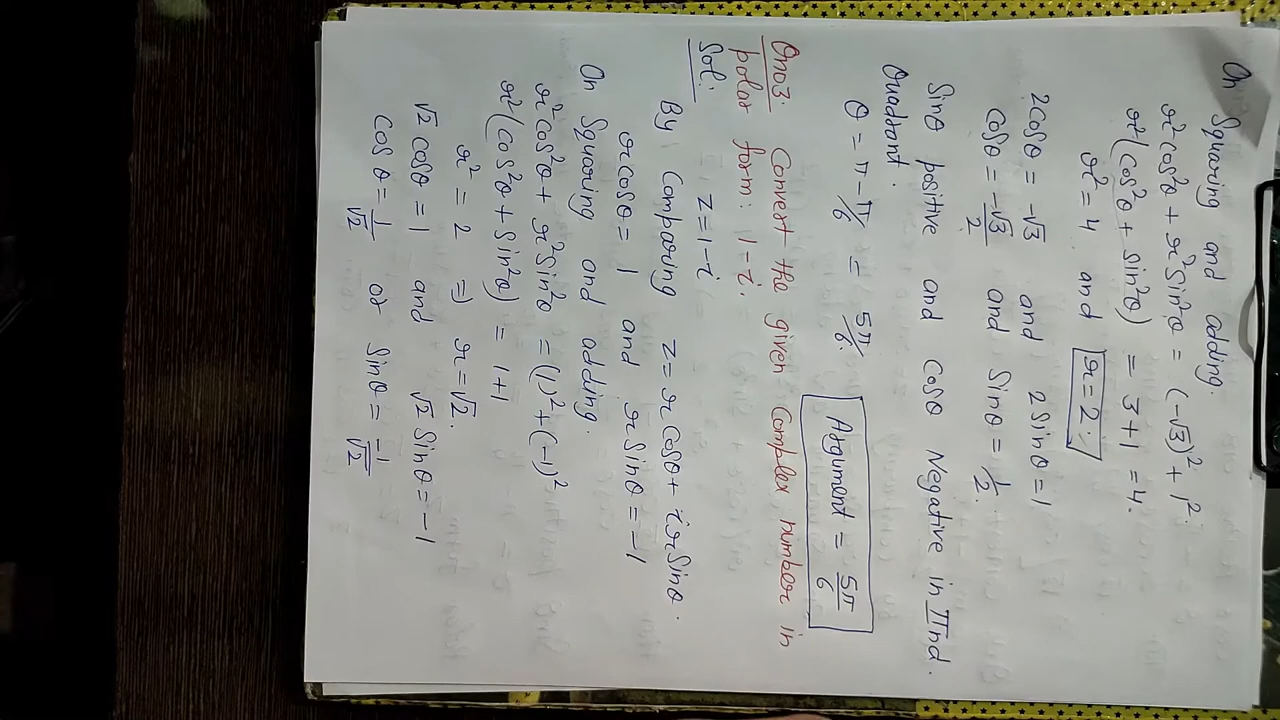 On Squaring and adding.
r²cos²θ + r²sin²θ = (-√3)² + 1².
r²(cos²θ + sin²θ) = 3+1 = 4.
r² = 4 and r = 2.
2cosθ = -√3 and 2sinθ = 1
cosθ = -√3/2 and Sinθ = 1/2.
Sinθ positive and cosθ Negative in IInd
Quadrant.
θ = π - π/6 = 5π/6. Argument = 5π/6
Qno3. Convert the given Complex number in
polar form: 1-i.
Sol:
z = 1-i
By Comparing z = r cosθ + i r sinθ.
r cosθ = 1 and r Sinθ = -1
On Squaring and adding.
r²cos²θ + r²sin²θ = (1)² + (-1)²
r²(cos²θ + sin²θ) = 1+1
r² = 2 ⇒ r = √2.
√2 cosθ = 1 and √2 Sinθ = -1
cosθ = 1/√2 or Sinθ = -1/√2